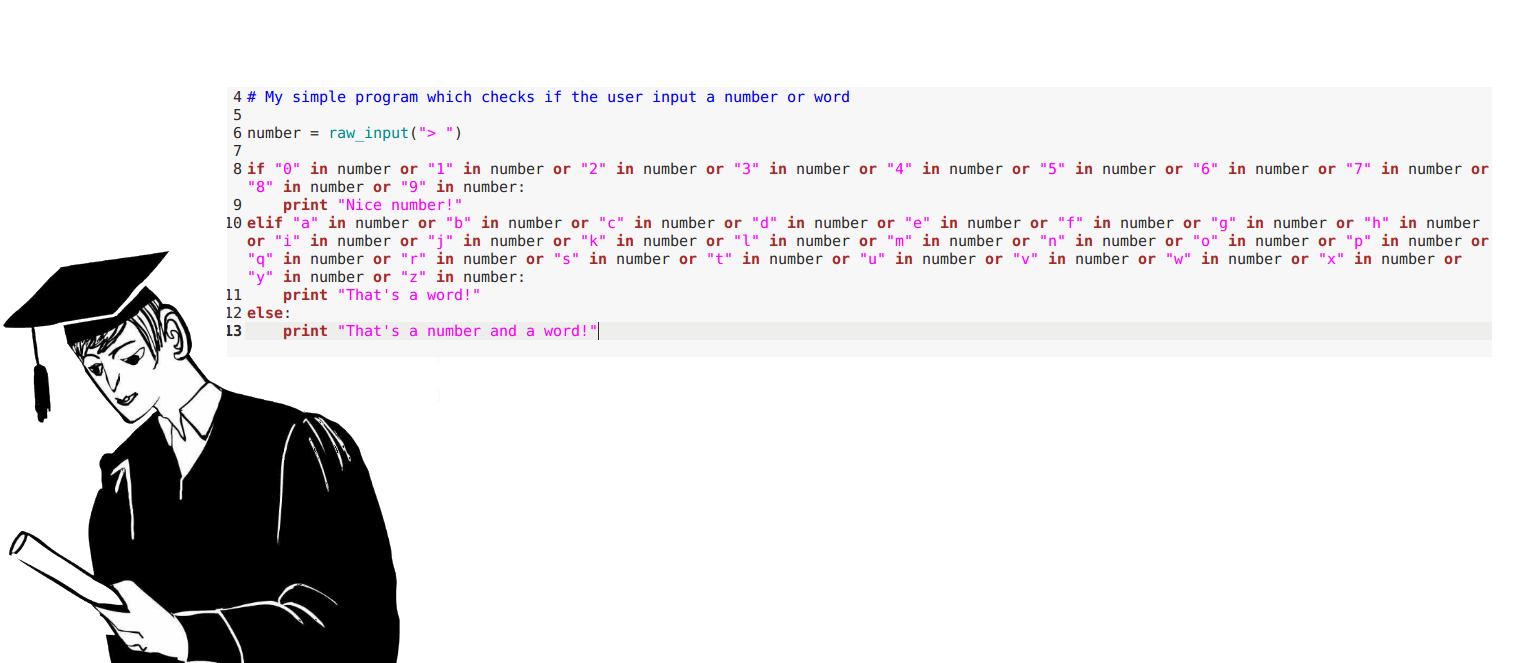 4 # My simple program which checks if the user input a number or word
5
6 number = raw_input("> ")
7
8 if "0" in number or "1" in number or "2" in number or "3" in number or "4" in number or "5" in number or "6" in number or "7" in number or
"8" in number or "9" in number:
9     print "Nice number!"
10 elif "a" in number or "b" in number or "c" in number or "d" in number or "e" in number or "f" in number or "g" in number or "h" in number
or "i" in number or "j" in number or "k" in number or "l" in number or "m" in number or "n" in number or "o" in number or "p" in number or
"q" in number or "r" in number or "s" in number or "t" in number or "u" in number or "v" in number or "w" in number or "x" in number or
"y" in number or "z" in number:
11     print "That's a word!"
12 else:
13     print "That's a number and a word!"